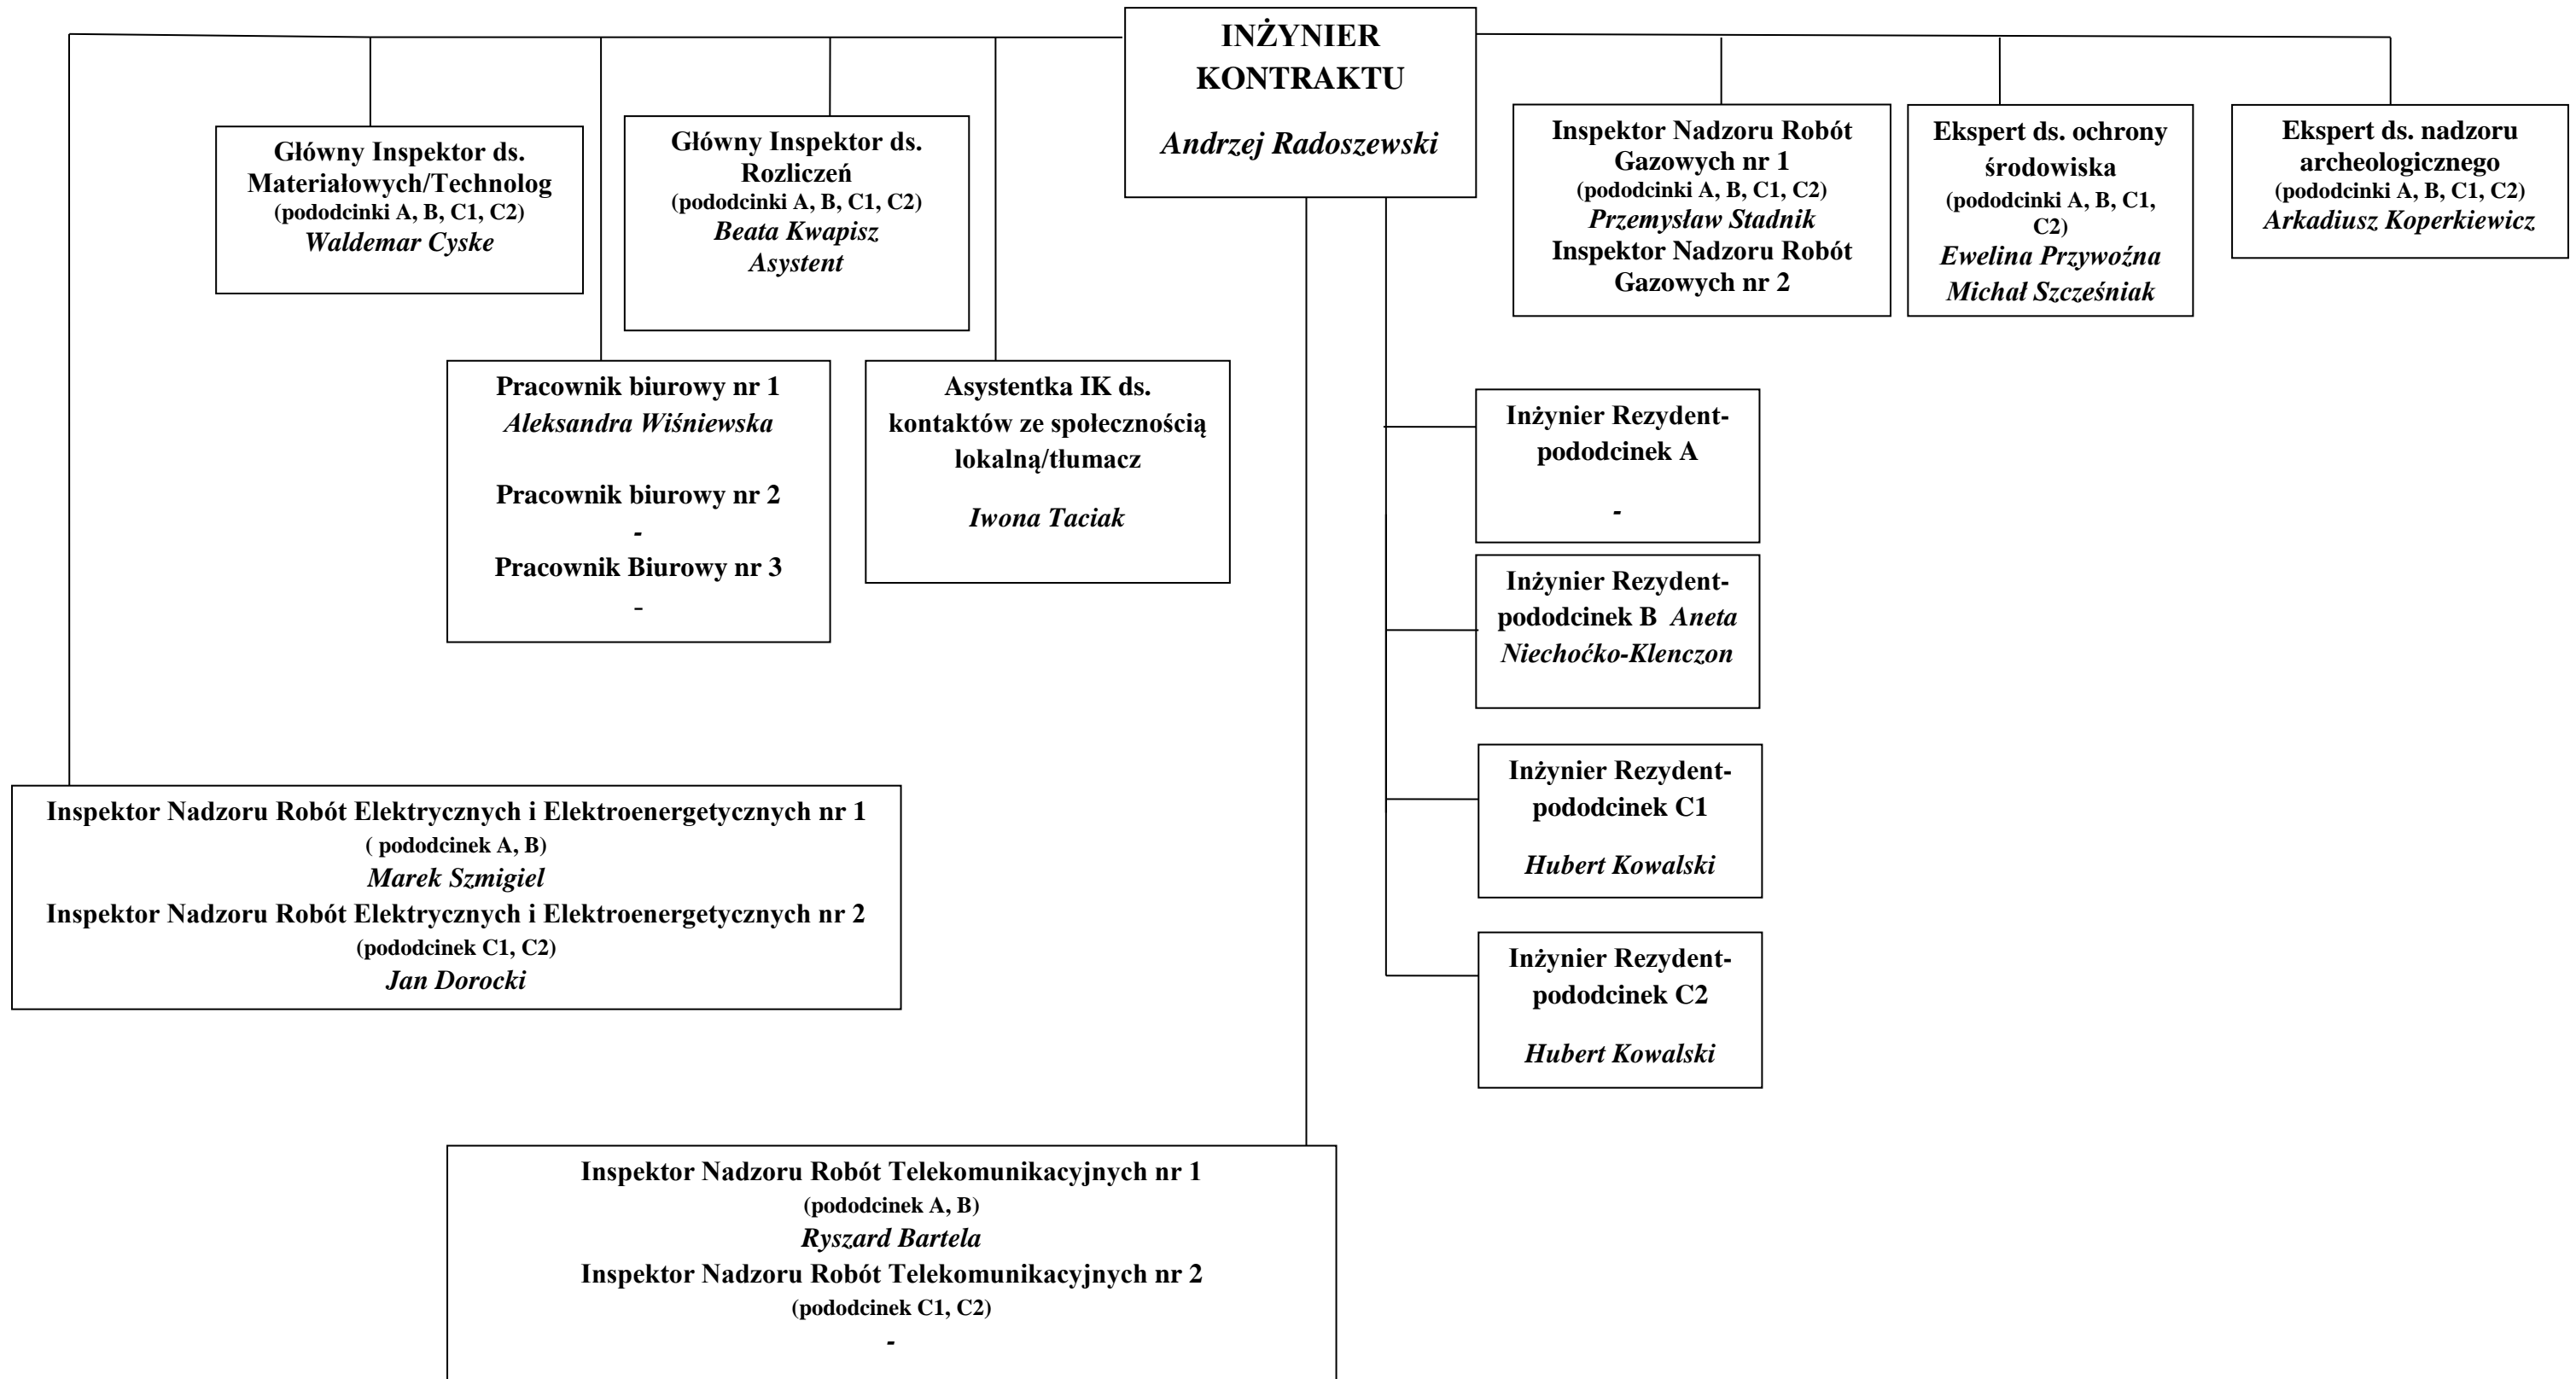 INŻYNIER
KONTRAKTU
Andrzej Radoszewski
Główny Inspektor ds.
Materiałowych/Technolog
(pododcinki A, B, C1, C2)
Waldemar Cyske
Główny Inspektor ds.
Rozliczeń
(pododcinki A, B, C1, C2)
Beata Kwapisz
Asystent
Inspektor Nadzoru Robót
Gazowych nr 1
(pododcinki A, B, C1, C2)
Przemysław Stadnik
Inspektor Nadzoru Robót
Gazowych nr 2
Ekspert ds. ochrony
środowiska
(pododcinki A, B, C1,
C2)
Ewelina Przywoźna
Michał Szcześniak
Ekspert ds. nadzoru
archeologicznego
(pododcinki A, B, C1, C2)
Arkadiusz Koperkiewicz
Pracownik biurowy nr 1
Aleksandra Wiśniewska
Pracownik biurowy nr 2
-
Pracownik Biurowy nr 3
-
Asystentka IK ds.
kontaktów ze społecznością
lokalną/tłumacz
Iwona Taciak
Inżynier Rezydent-
pododcinek A
-
Inżynier Rezydent-
pododcinek B Aneta
Niechoćko-Klenczon
Inżynier Rezydent-
pododcinek C1
Hubert Kowalski
Inżynier Rezydent-
pododcinek C2
Hubert Kowalski
Inspektor Nadzoru Robót Elektrycznych i Elektroenergetycznych nr 1
( pododcinek A, B)
Marek Szmigiel
Inspektor Nadzoru Robót Elektrycznych i Elektroenergetycznych nr 2
(pododcinek C1, C2)
Jan Dorocki
Inspektor Nadzoru Robót Telekomunikacyjnych nr 1
(pododcinek A, B)
Ryszard Bartela
Inspektor Nadzoru Robót Telekomunikacyjnych nr 2
(pododcinek C1, C2)
-